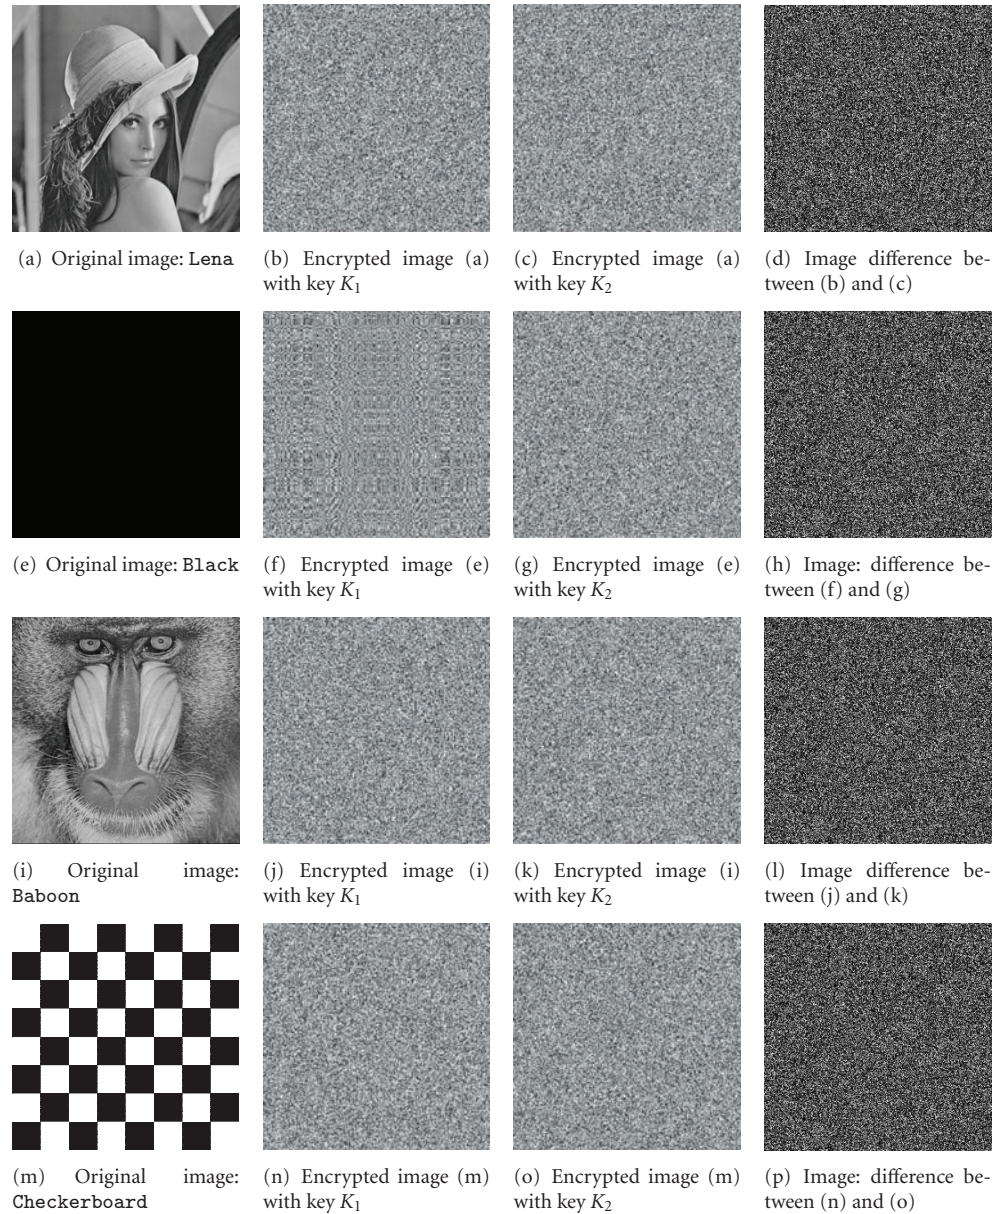 (a) Original image: Lena
(b) Encrypted image (a)
with key K₁
(c) Encrypted image (a)
with key K₂
(d) Image difference be-
tween (b) and (c)
(e) Original image: Black
(f) Encrypted image (e)
with key K₁
(g) Encrypted image (e)
with key K₂
(h) Image: difference be-
tween (f) and (g)
(i) Original image:
Baboon
(j) Encrypted image (i)
with key K₁
(k) Encrypted image (i)
with key K₂
(l) Image difference be-
tween (j) and (k)
(m) Original image:
Checkerboard
(n) Encrypted image (m)
with key K₁
(o) Encrypted image (m)
with key K₂
(p) Image: difference be-
tween (n) and (o)